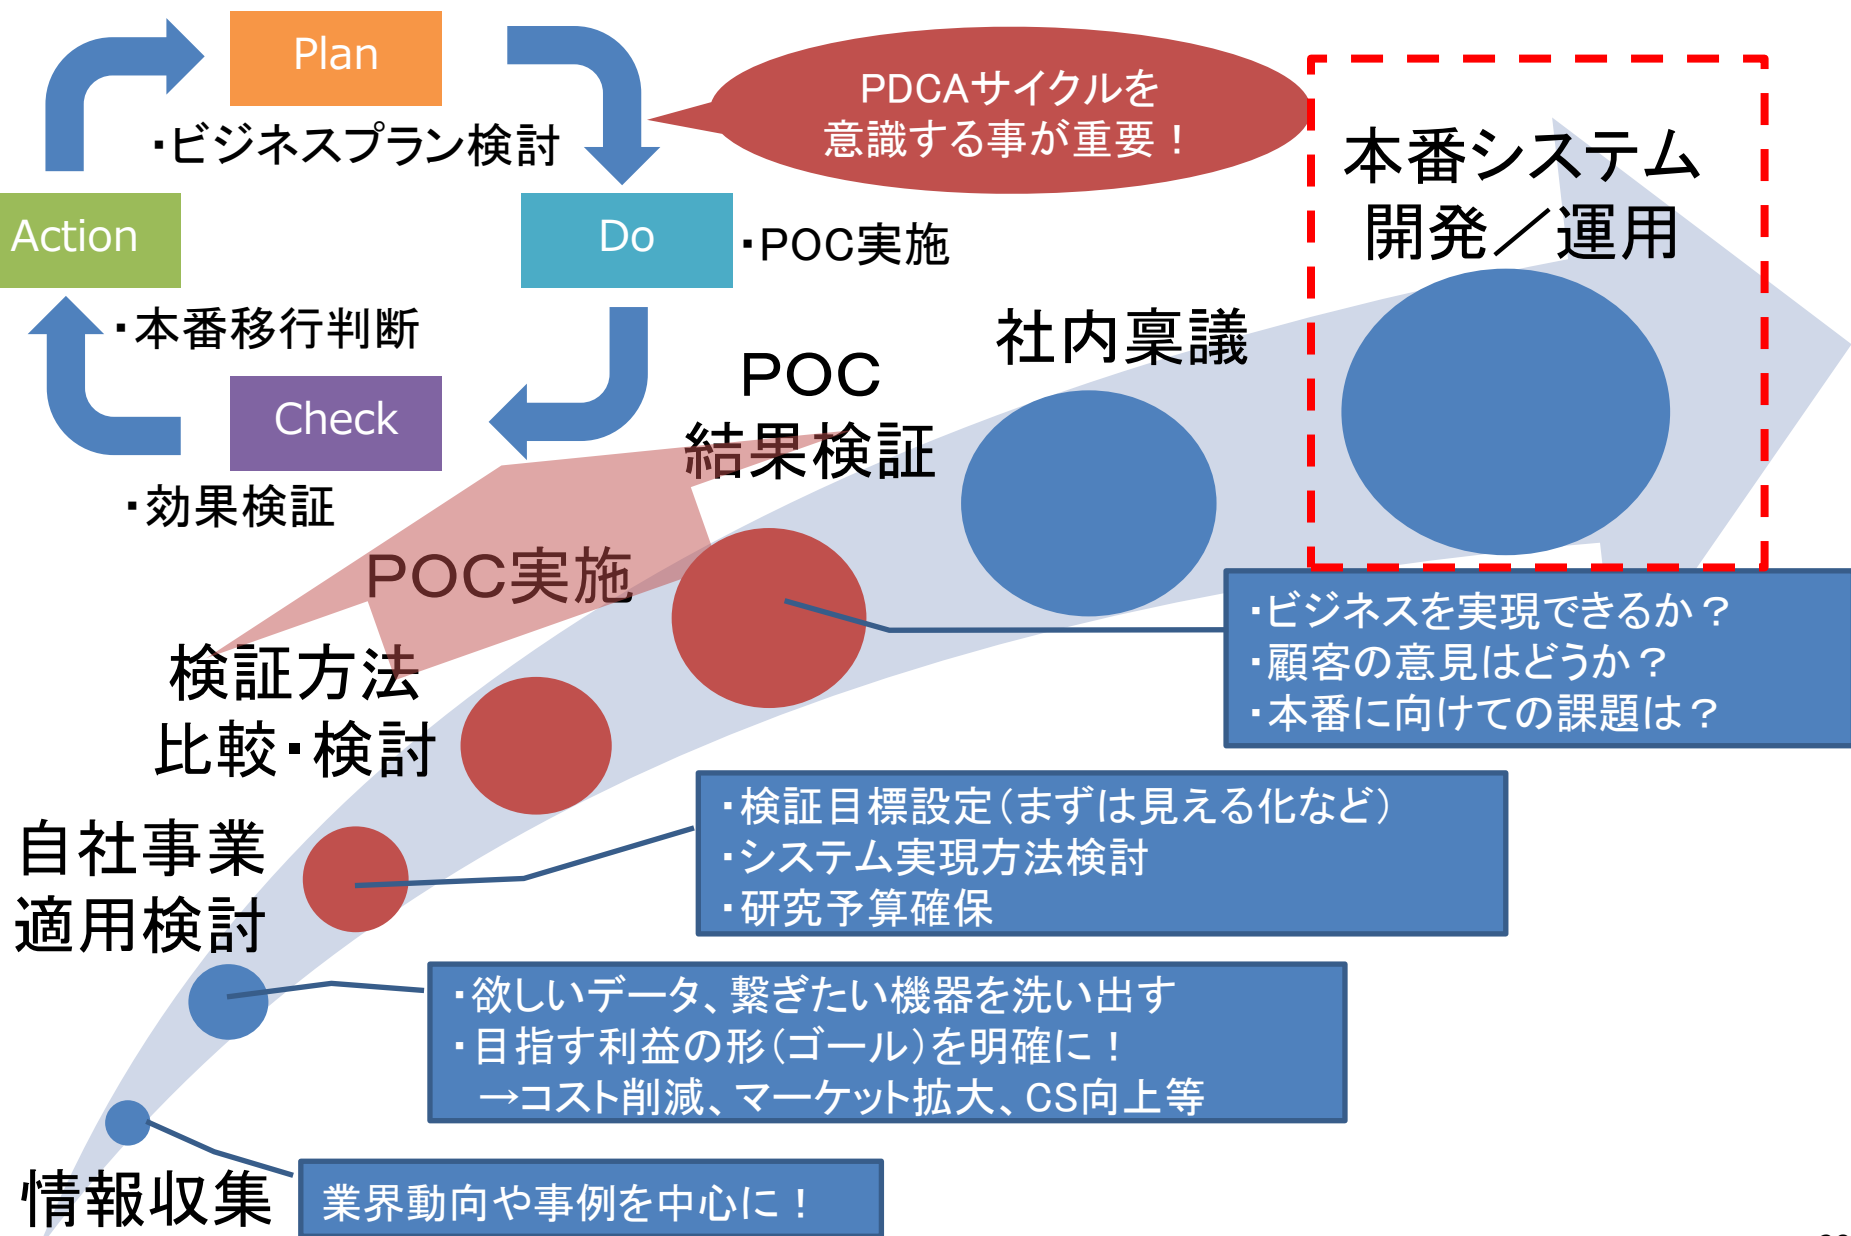 Plan
・ビジネスプラン検討
PDCAサイクルを
意識する事が重要！
Action
Do
・POC実施
・本番移行判断
Check
・効果検証
本番システム
開発／運用
社内稟議
POC
結果検証
POC実施
検証方法
比較・検討
自社事業
適用検討
情報収集
・ビジネスを実現できるか？
・顧客の意見はどうか？
・本番に向けての課題は？
・検証目標設定（まずは見える化など）
・システム実現方法検討
・研究予算確保
・欲しいデータ、繋ぎたい機器を洗い出す
・目指す利益の形（ゴール）を明確に！
→コスト削減、マーケット拡大、CS向上等
業界動向や事例を中心に！